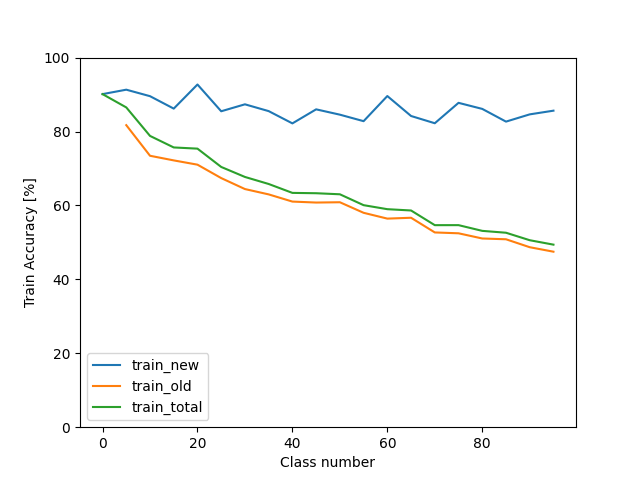 100
80
60
40
20
0
Train Accuracy [%]
train_new
train_old
train_total
0 20 40 60 80
Class number